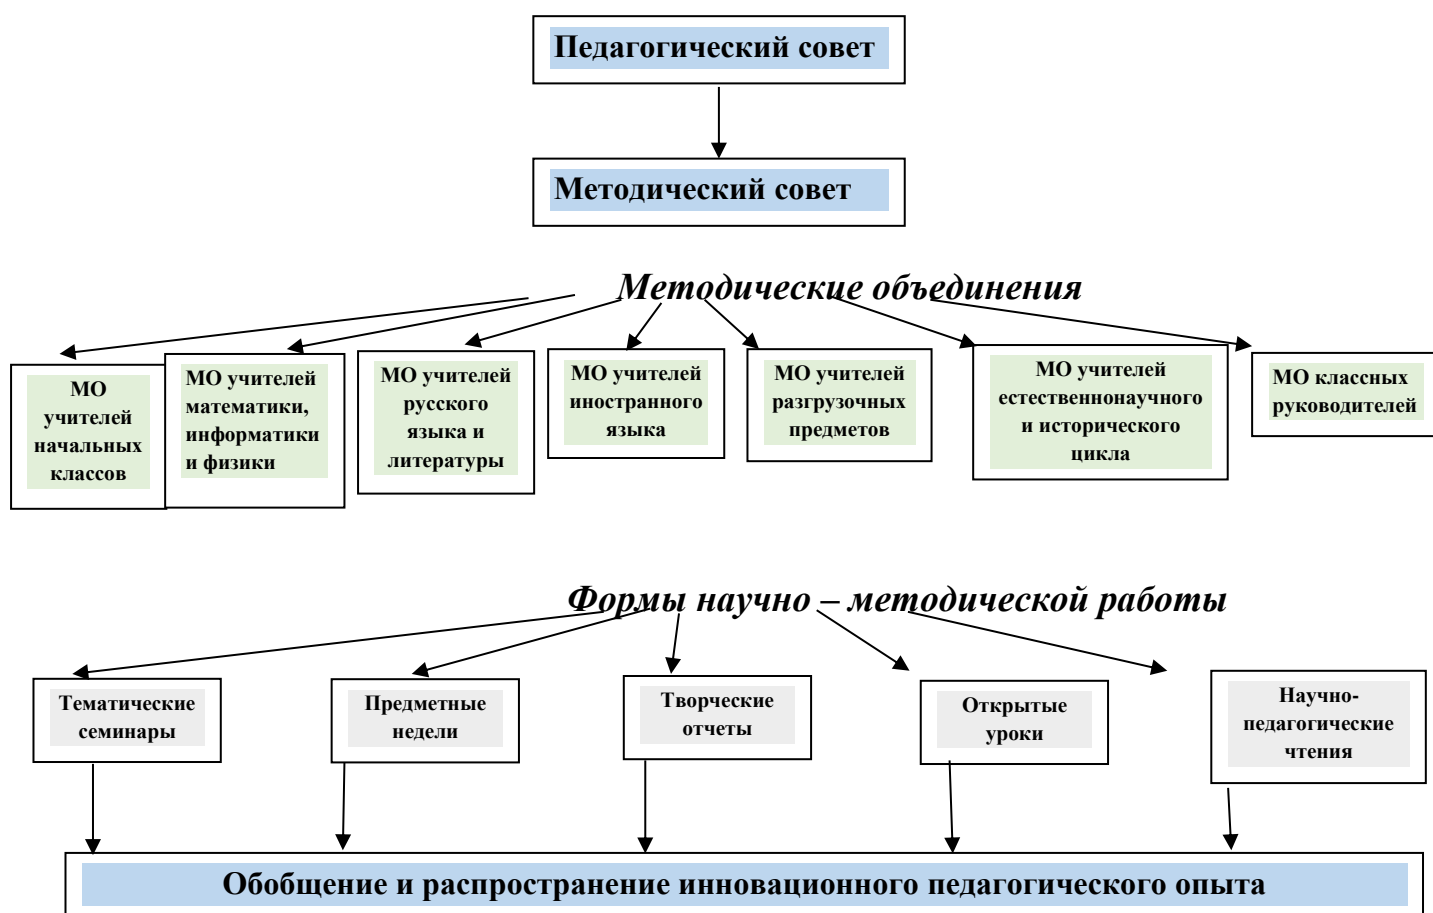 Педагогический совет
Методический совет
Методические объединения
МО
учителей
начальных
классов
МО учителей
математики,
информатики
и физики
МО учителей
русского
языка и
литературы
МО учителей
иностранного
языка
МО учителей
разгрузочных
предметов
МО учителей
естественнонаучного
и исторического
цикла
МО классных
руководителей
Формы научно – методической работы
Тематические
семинары
Предметные
недели
Творческие
отчеты
Открытые
уроки
Научно-
педагогические
чтения
Обобщение и распространение инновационного педагогического опыта